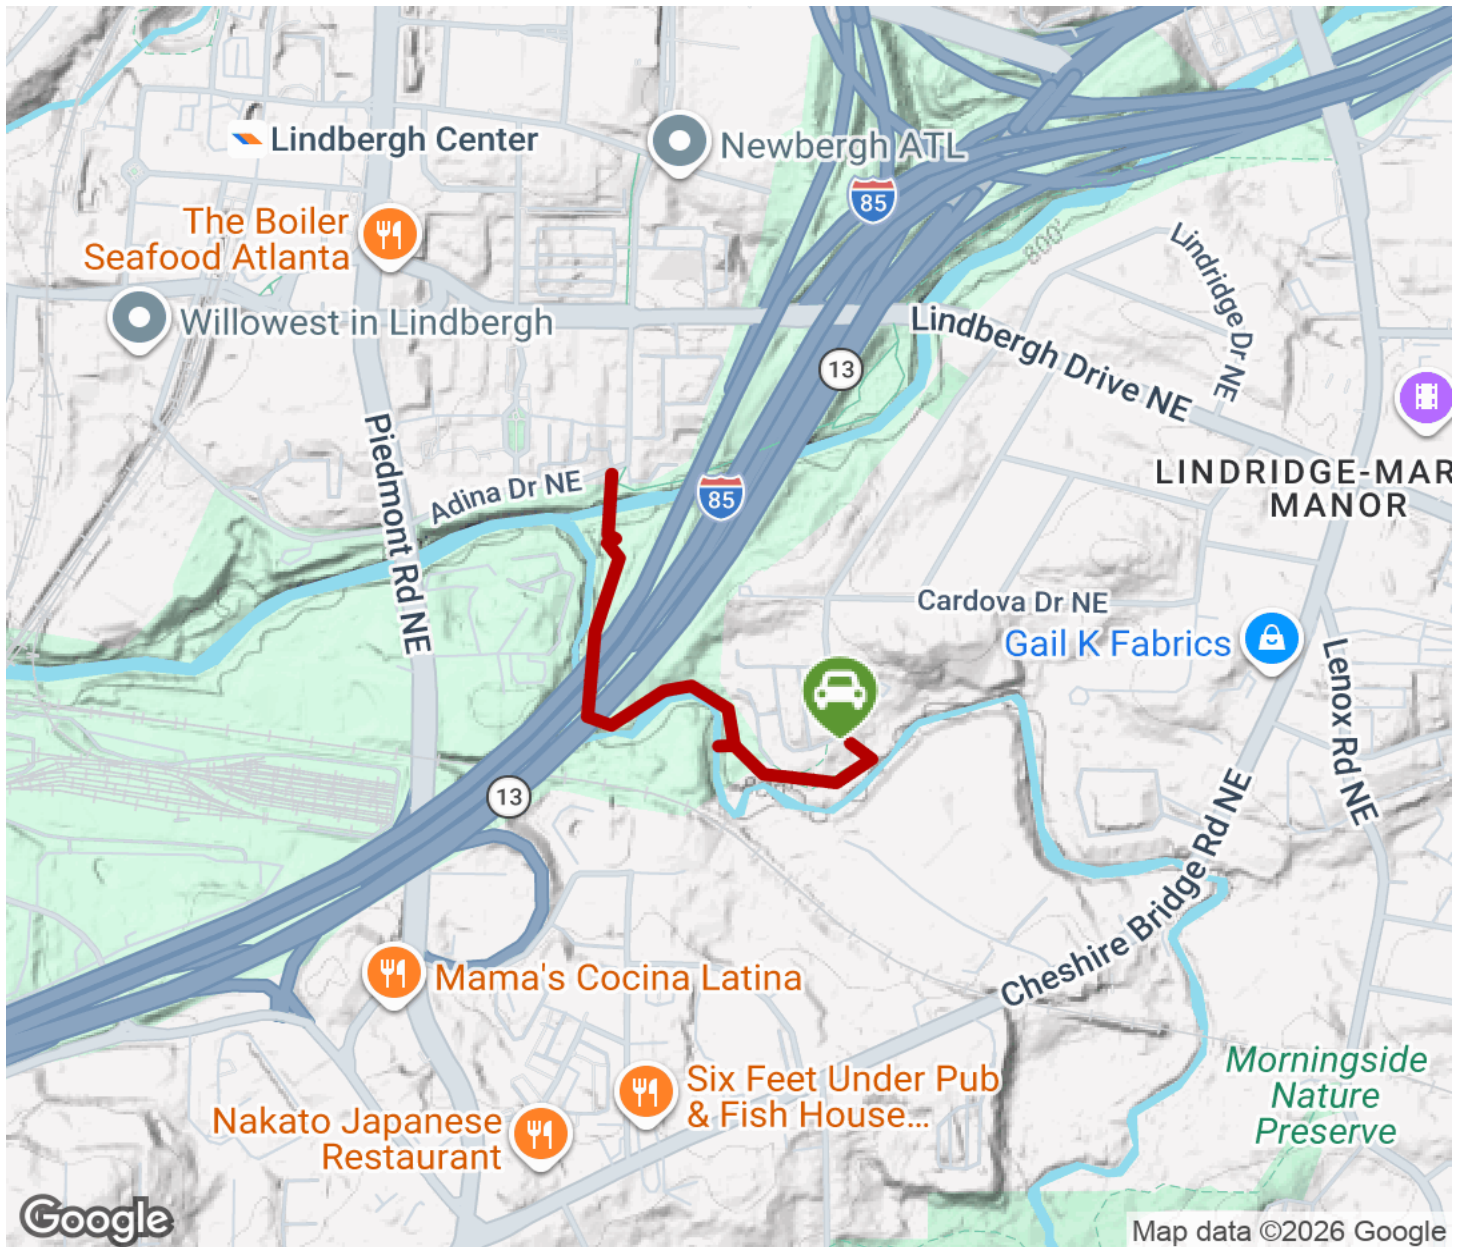 Lindbergh Center
Newbergh ATL
85
The Boiler
Seafood Atlanta
800
Lindridge Dr NE
Willowest in Lindbergh
Lindbergh Drive NE
13
Piedmont Rd NE
Adina Dr NE
85
LINDRIDGE-MAR
MANOR
Cardova Dr NE
Gail K Fabrics
Lenox Rd NE
13
Cheshire Bridge Rd NE
Mama's Cocina Latina
Six Feet Under Pub
& Fish House...
Nakato Japanese
Restaurant
Morningside
Nature
Preserve
Google
Map data ©2026 Google